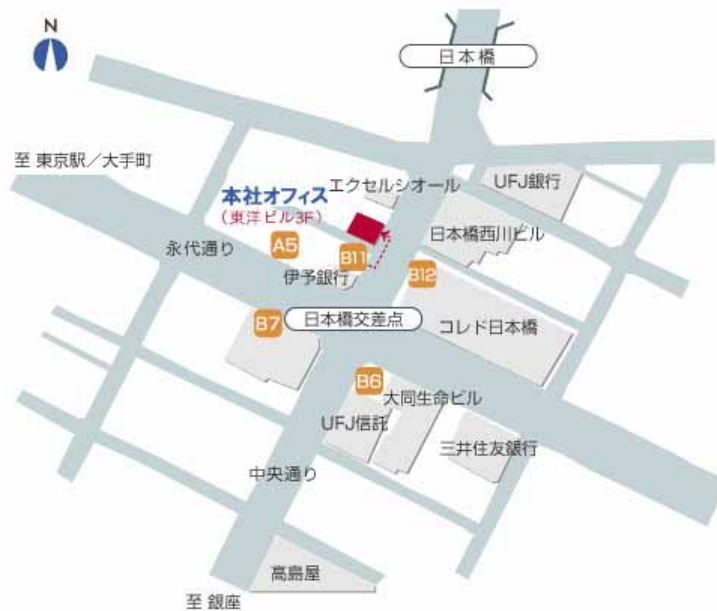 N
日本橋
至 東京駅／大手町
エクセルシオール
UFJ銀行
本社オフィス
（東洋ビル3F）
日本橋西川ビル
永代通り
A5
B11
伊予銀行
B12
B7
日本橋交差点
コレド日本橋
B6
大同生命ビル
UFJ信託
三井住友銀行
中央通り
高島屋
至 銀座